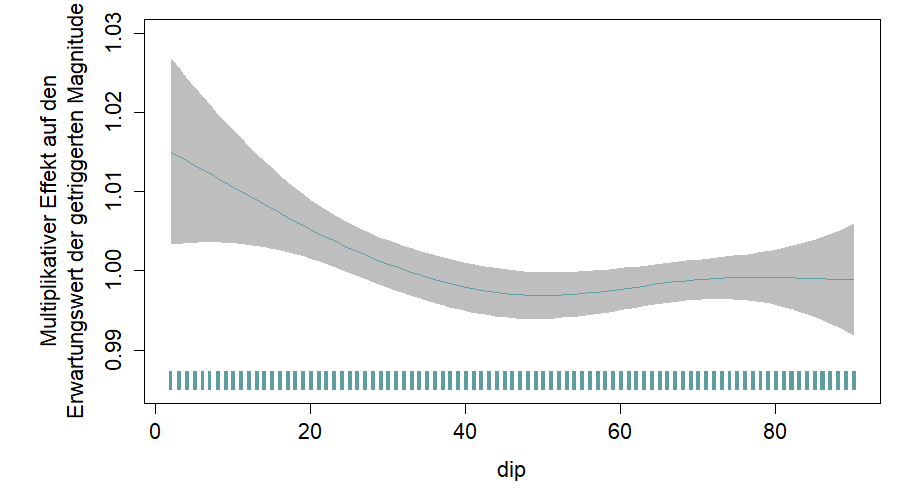 Multiplikativer Effekt auf den
Erwartungswert der getriggerten Magnitude
1.03
1.02
1.01
1.00
0.99
0 20 40 60 80
dip